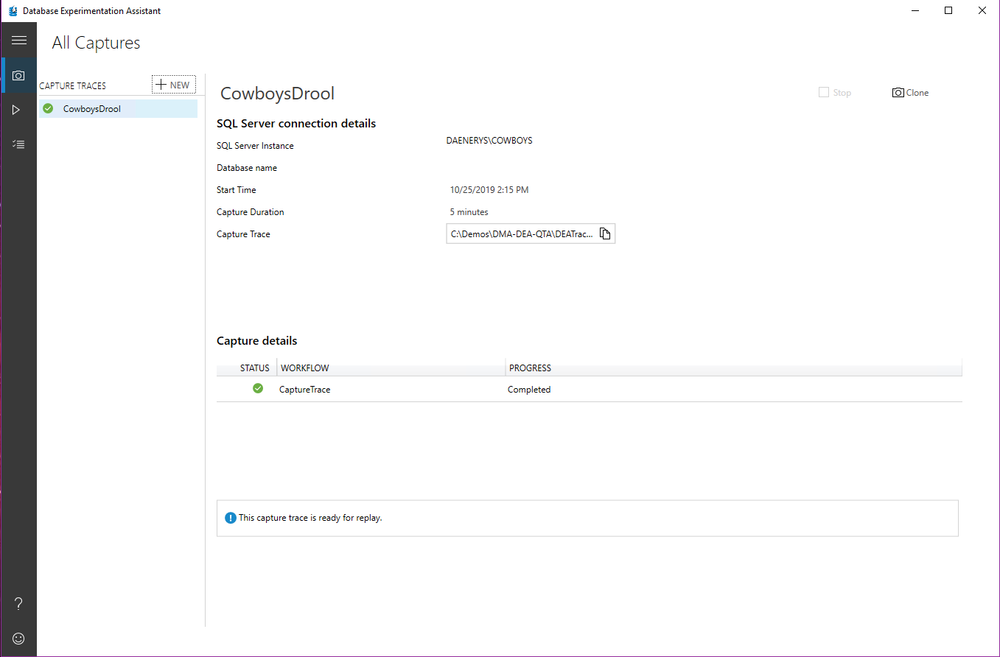 Database Experimentation Assistant
All Captures
CAPTURE TRACES
NEW
CowboysDrool
CowboysDrool
Stop
Clone
SQL Server connection details
SQL Server Instance DAENERYS\COWBOYS
Database name
Start Time 10/25/2019 2:15 PM
Capture Duration 5 minutes
Capture Trace C:\Demos\DMA-DEA-QTA\DEATrac...
Capture details
STATUS WORKFLOW PROGRESS
CaptureTrace Completed
This capture trace is ready for replay.